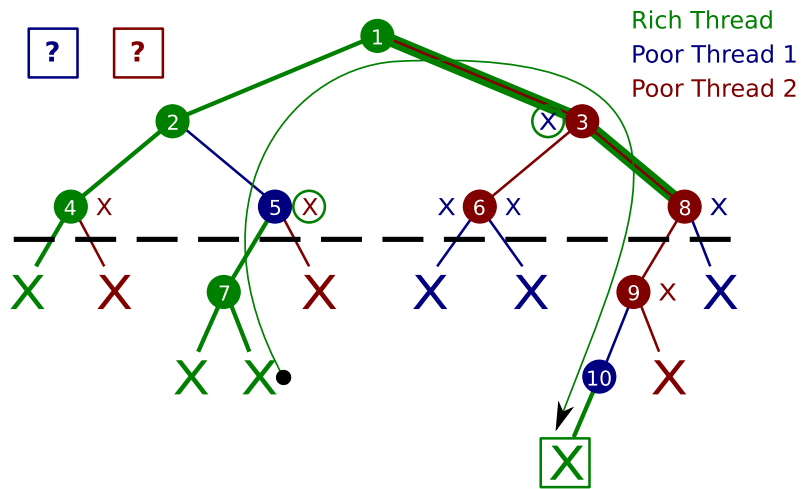 Rich Thread
? ? 1 Poor Thread 1
Poor Thread 2
2 X 3
4 X 5 X X 6 X 8 X
X X 7 X X X 9 X X
X X 10 X
X